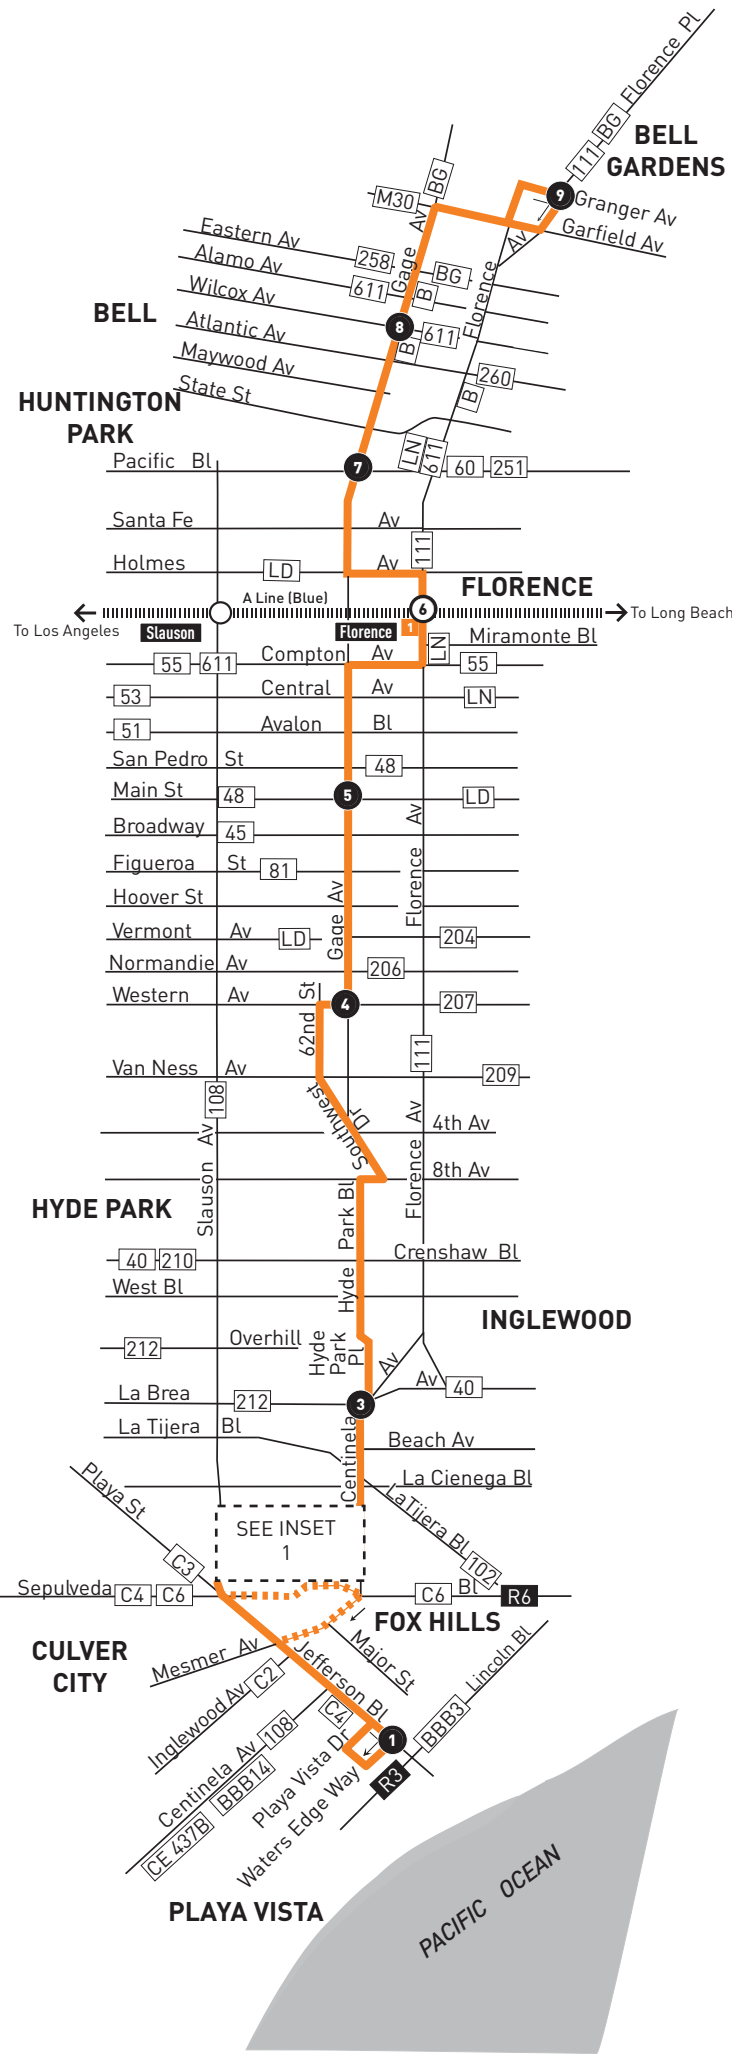 Florence Pl
BG
111
BELL
GARDENS
BG
M30
9
Granger Av
Garfield Av
Av
Av
Gage
Florence
Eastern Av
258
BG
Alamo Av
611
B
Wilcox Av
8
611
B
BELL
Atlantic Av
260
B
Maywood Av
State St
HUNTINGTON
PARK
LN
611
Pacific Bl
7
60
251
Santa Fe Av
111
Holmes Av
LD
FLORENCE
A Line (Blue)
6
To Los Angeles
To Long Beach
Slauson
Florence
1
Miramonte Bl
LN
Compton Av
55
611
55
Central Av
53
LN
Avalon Bl
51
San Pedro St
48
Main St
48
5
LD
Av
Broadway
45
Figueroa St
81
Florence
Hoover St
Gage Av
Vermont Av
LD
204
Normandie Av
206
Western Av
4
207
62nd St
111
Van Ness Av
209
108
Southwest
Dr
Av
4th Av
Av
8th Av
Florence
Slauson
HYDE PARK
Hyde Park Bl
Crenshaw Bl
40
210
West Bl
INGLEWOOD
Overhill
212
Hyde
Park
Pl
Av
Av
40
La Brea
212
3
La Tijera Bl
Centinela
Beach Av
La Cienega Bl
Playa St
LaTijera Bl
SEE INSET
1
C3
102
Sepulveda
C4
C6
C6
Bl
R6
FOX HILLS
CULVER
CITY
Mesmer Av
Major St
Jefferson Bl
Lincoln Bl
Inglewood Av
C2
C4
BBB3
Centinela Av
108
1
Playa Vista Dr
R3
BBB14
CE 437B
Waters Edge Way
PLAYA VISTA
PACIFIC OCEAN